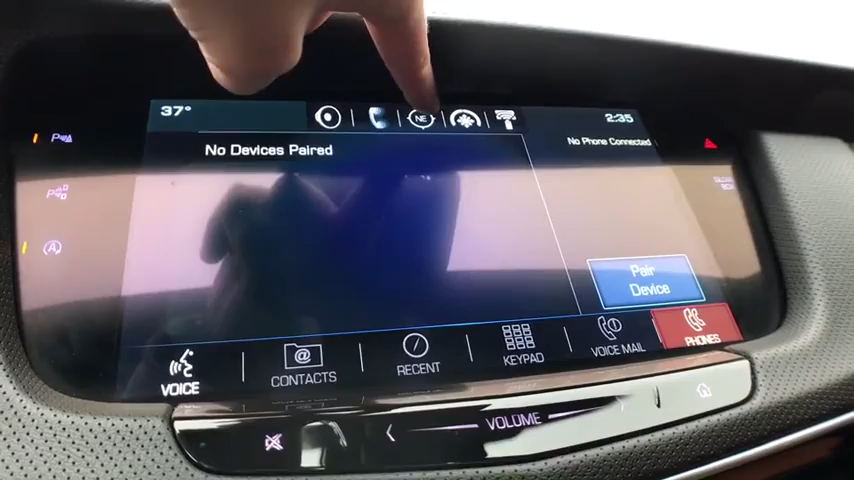 37°
NE
2:35
No Devices Paired
No Phone Connected
Pair
Device
VOICE
CONTACTS
RECENT
KEYPAD
VOICE MAIL
PHONES
VOLUME